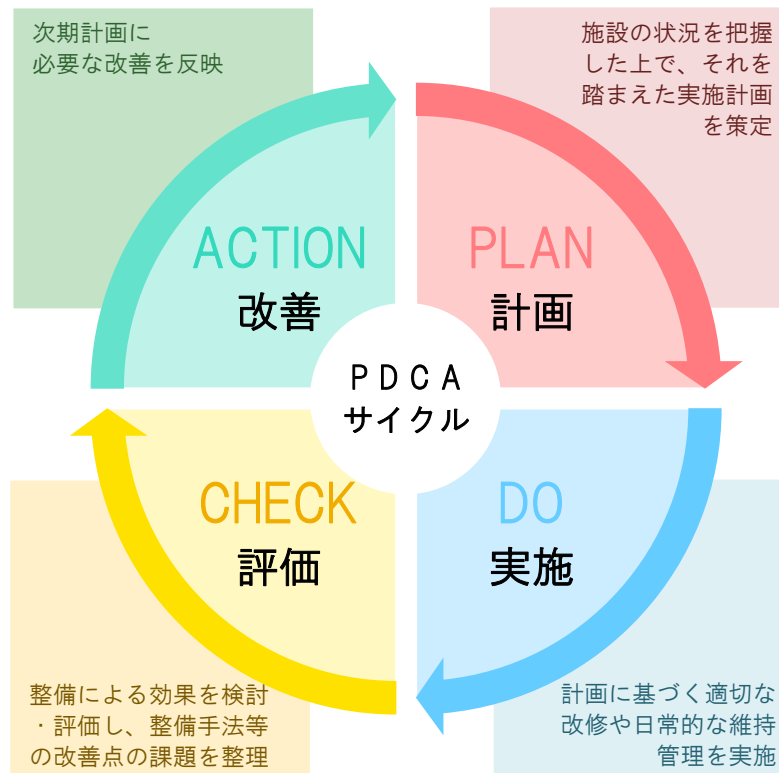 次期計画に
必要な改善を反映
施設の状況を把握
した上で、それを
踏まえた実施計画
を策定
ACTION
改善
PLAN
計画
PDCA
サイクル
CHECK
評価
DO
実施
整備による効果を検討
・評価し、整備手法等
の改善点の課題を整理
計画に基づく適切な
改修や日常的な維持
管理を実施